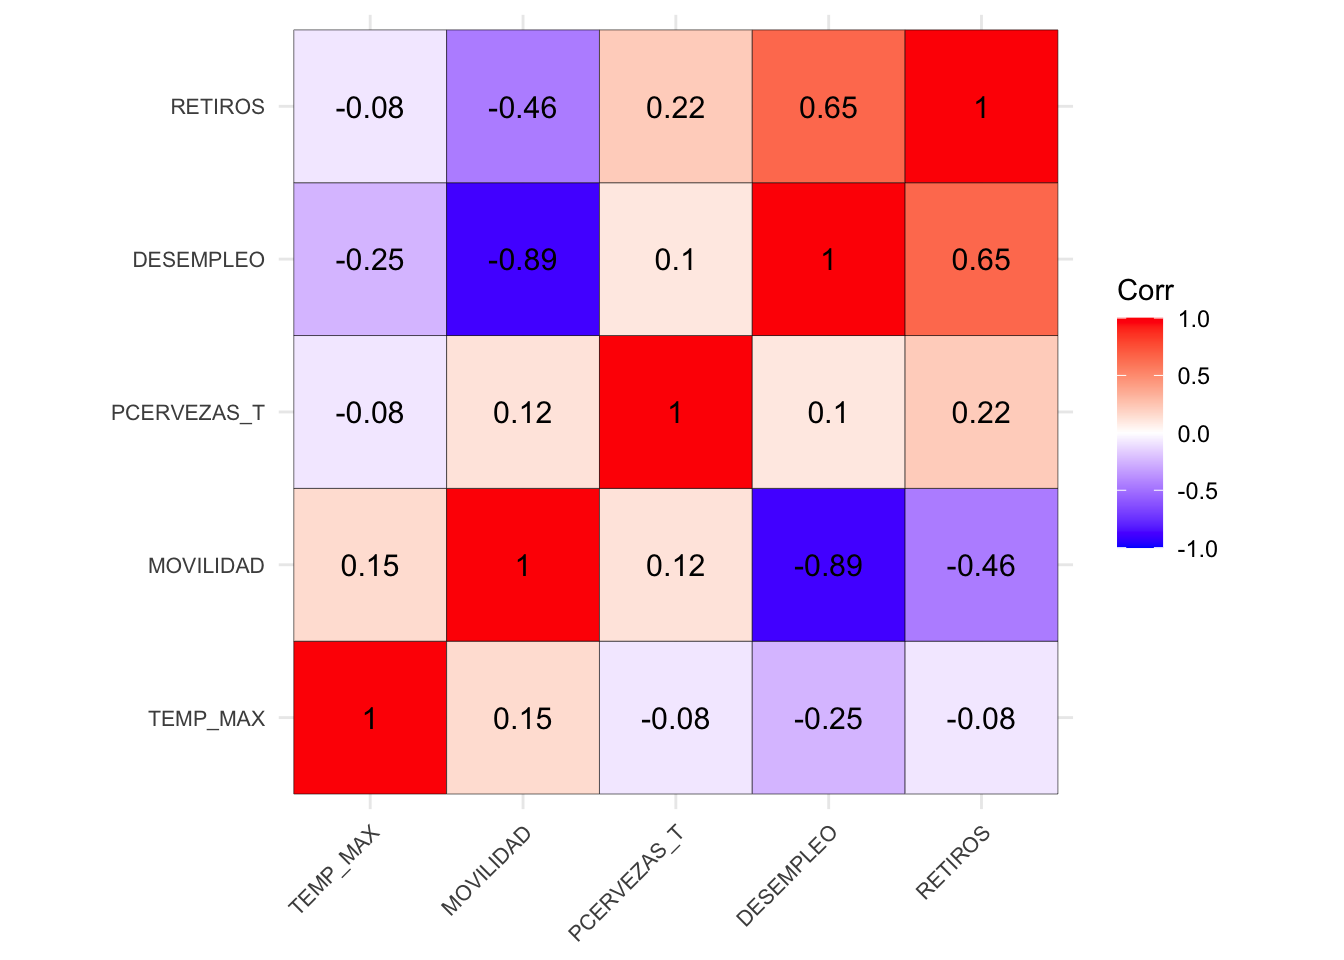 RETIROS -0.08 -0.46 0.22 0.65 1
DESEMPLEO -0.25 -0.89 0.1 1 0.65
PCERVEZAS_T -0.08 0.12 1 0.1 0.22
MOVILIDAD 0.15 1 0.12 -0.89 -0.46
TEMP_MAX 1 0.15 -0.08 -0.25 -0.08
TEMP_MAX MOVILIDAD PCERVEZAS_T DESEMPLEO RETIROS
Corr
1.0
0.5
0.0
-0.5
-1.0